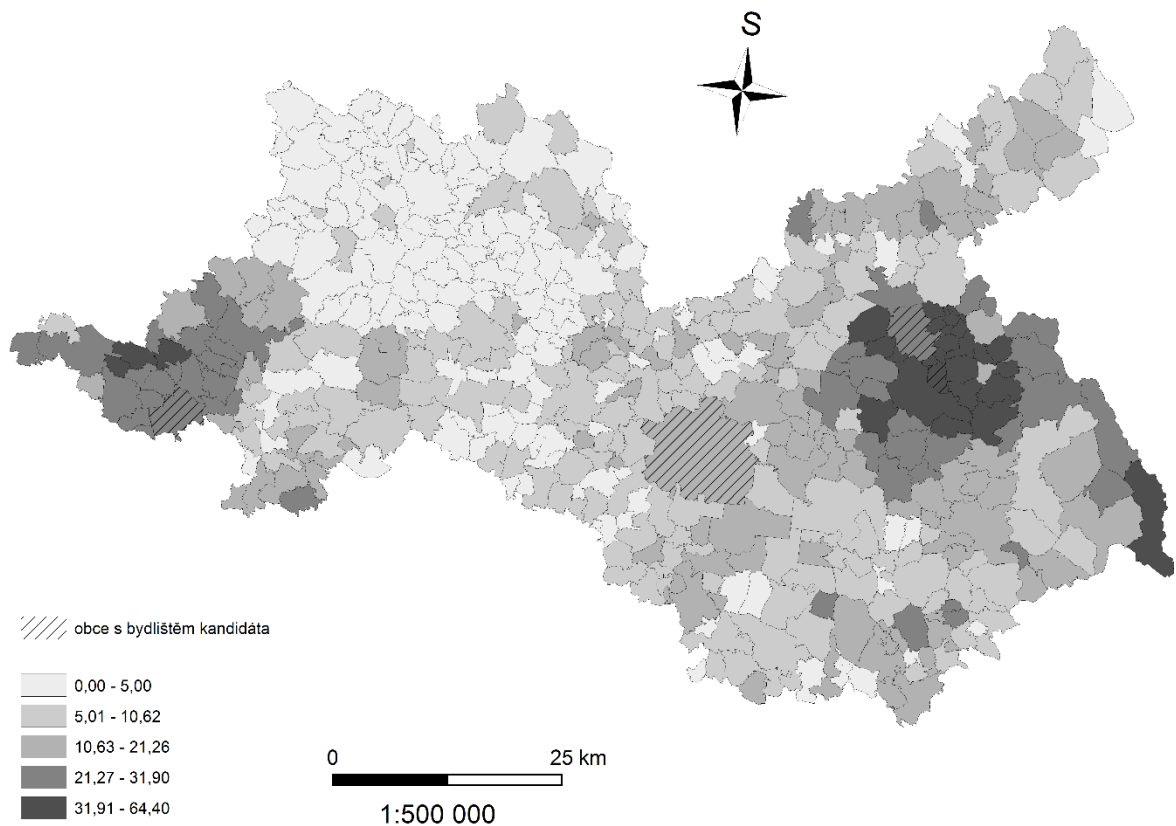 S
obce s bydlištěm kandidáta
0,00 - 5,00
5,01 - 10,62
10,63 - 21,26
21,27 - 31,90
31,91 - 64,40
0 25 km
1:500 000